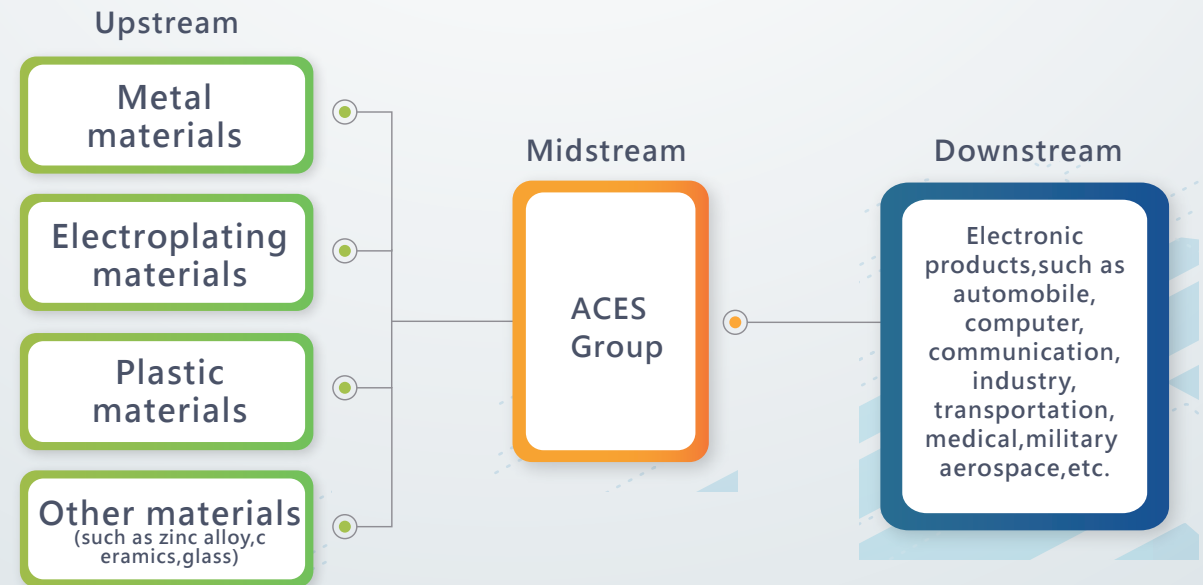 Upstream
Metal
materials
Electroplating
materials
Plastic
materials
Other materials
(such as zinc alloy,c
eramics,glass)
Midstream
ACES
Group
Downstream
Electronic
products,such as
automobile,
computer,
communication,
industry,
transportation,
medical,military
aerospace,etc.